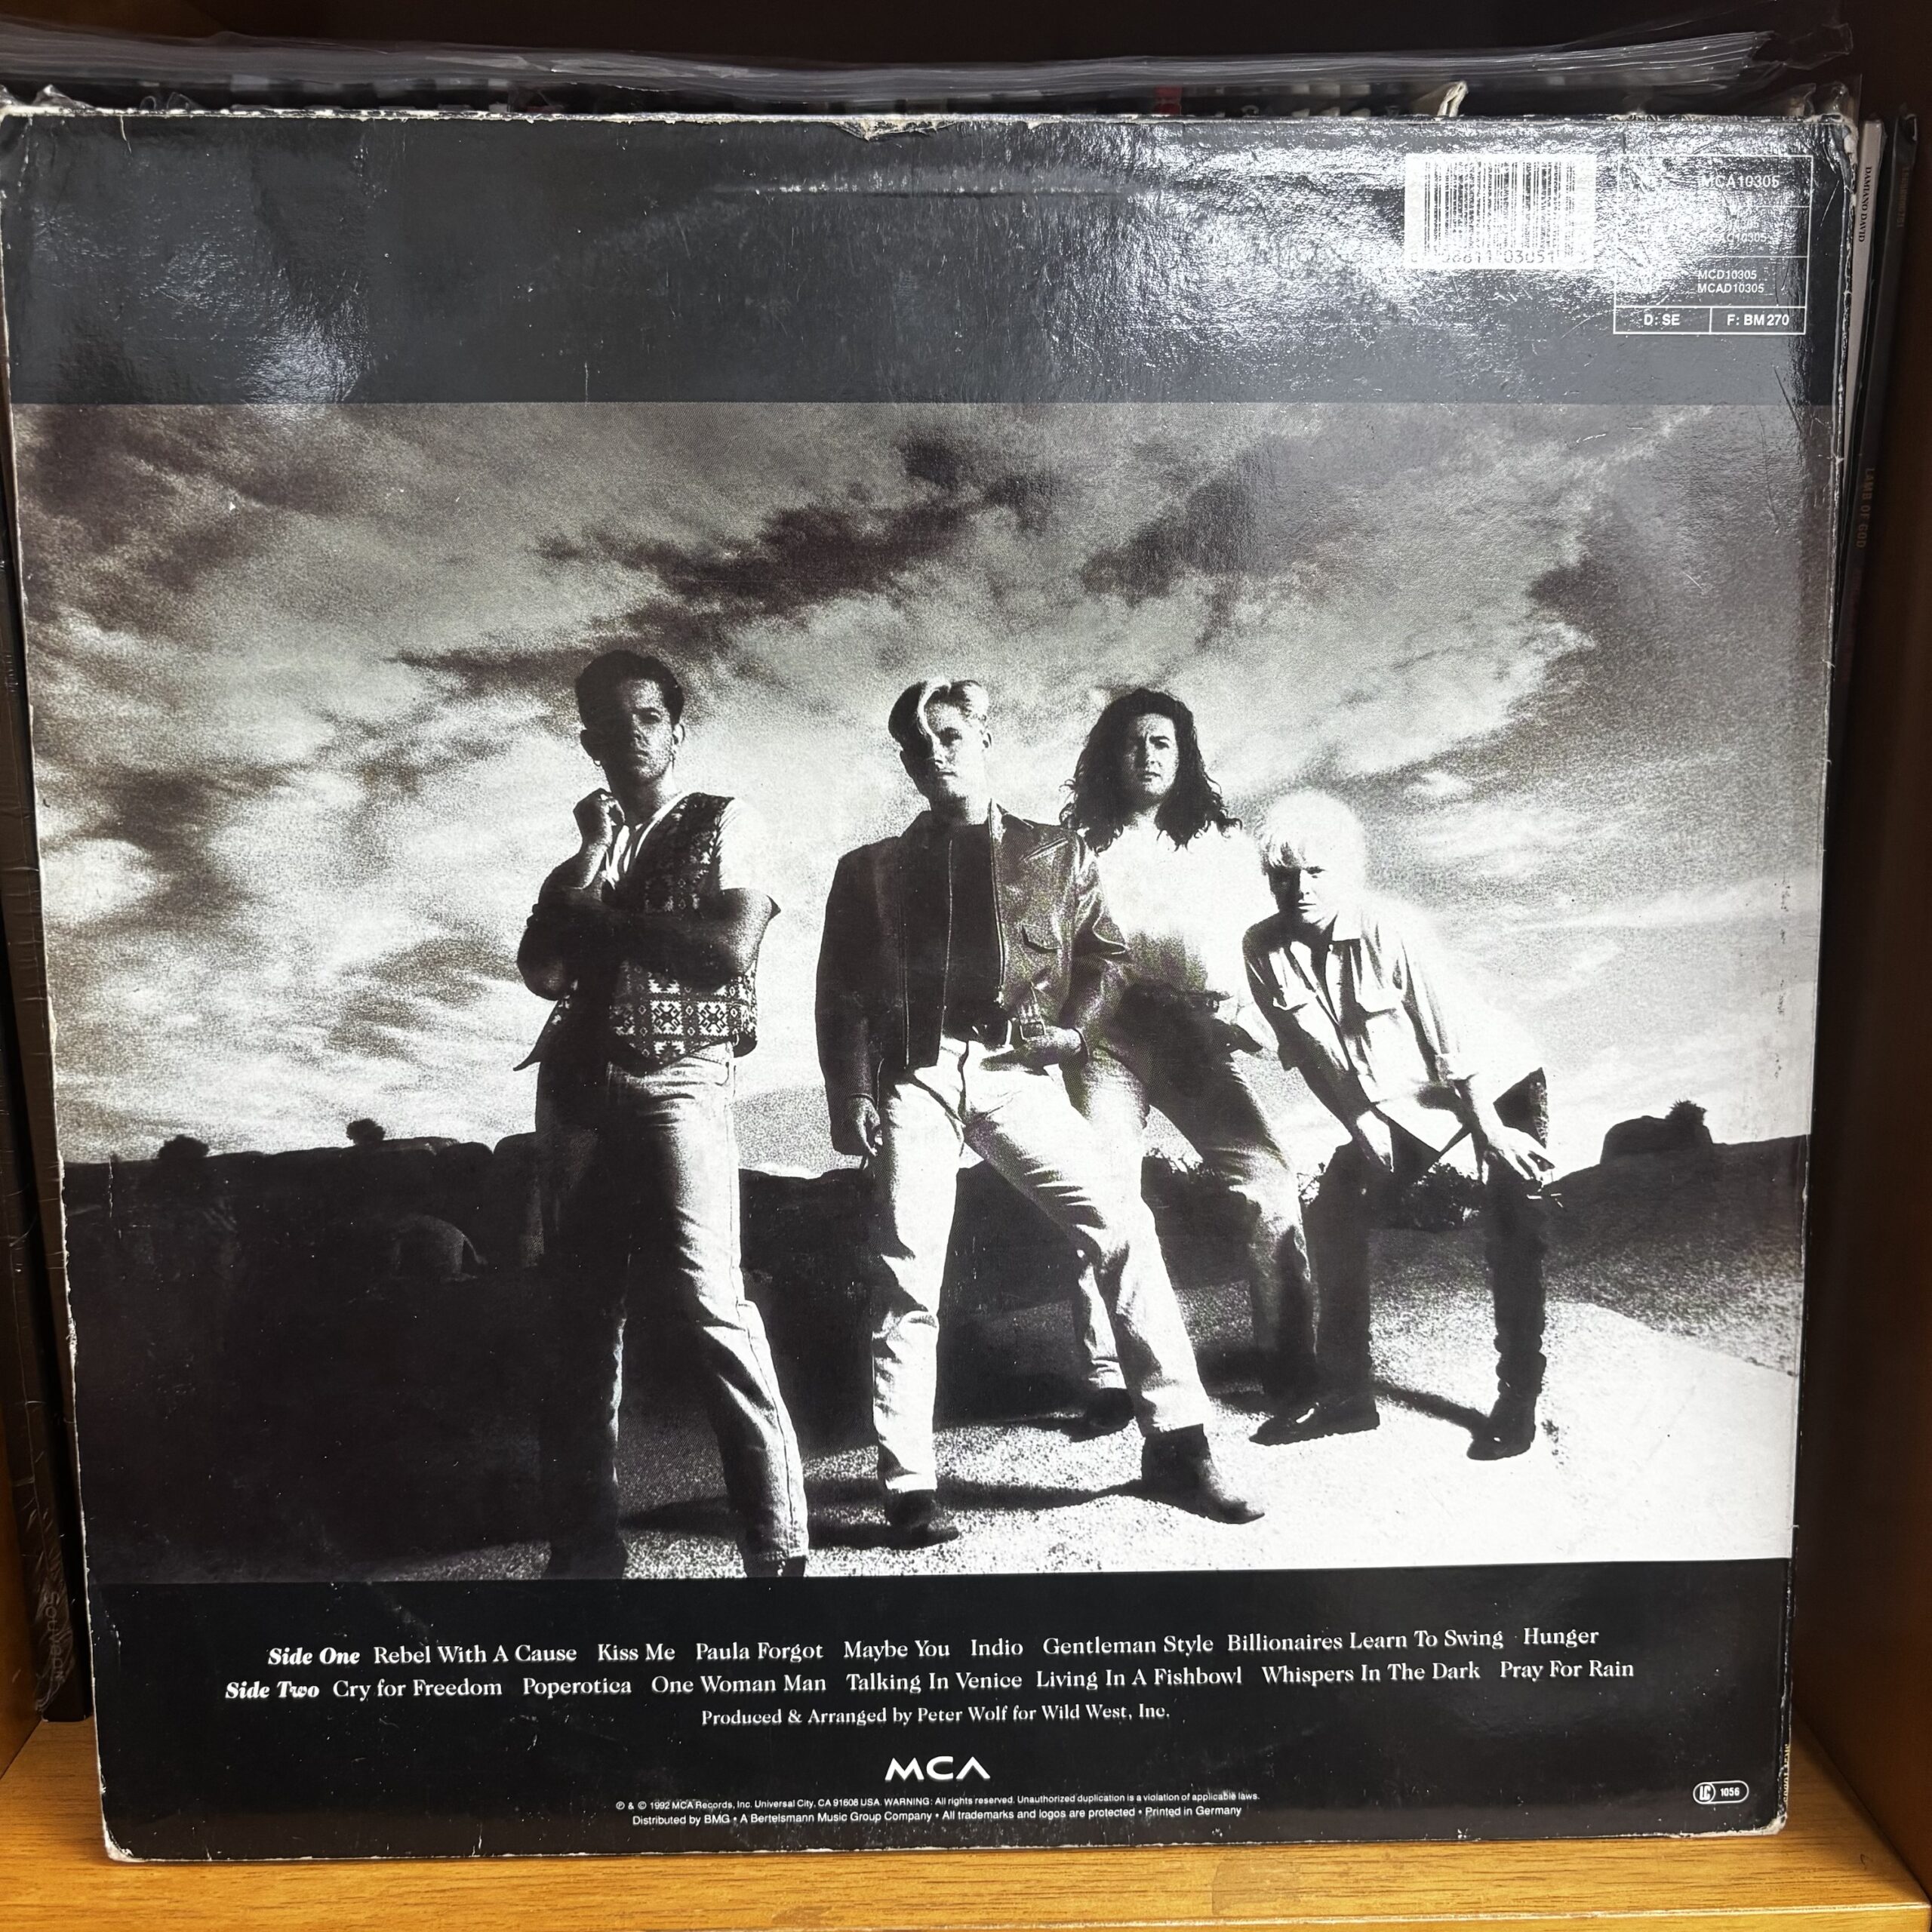 MCA10305
MCD10305
MCAD10305
D: SE
F: BM 270
DAMIANO DAVID
LAMB OF GOD
Side One Rebel With A Cause Kiss Me Paula Forgot Maybe You Indio Gentleman Style Billionaires Learn To Swing Hunger
Side Two Cry for Freedom Poperotica One Woman Man Talking In Venice Living In A Fishbowl Whispers In The Dark Pray For Rain
Produced & Arranged by Peter Wolf for Wild West, Inc.
MCA
℗ & © 1992 MCA Records, Inc. Universal City, CA 91608 USA. WARNING: All rights reserved. Unauthorized duplication is a violation of applicable laws.
Distributed by BMG • A Bertelsmann Music Group Company • All trademarks and logos are protected • Printed in Germany
LC 1056